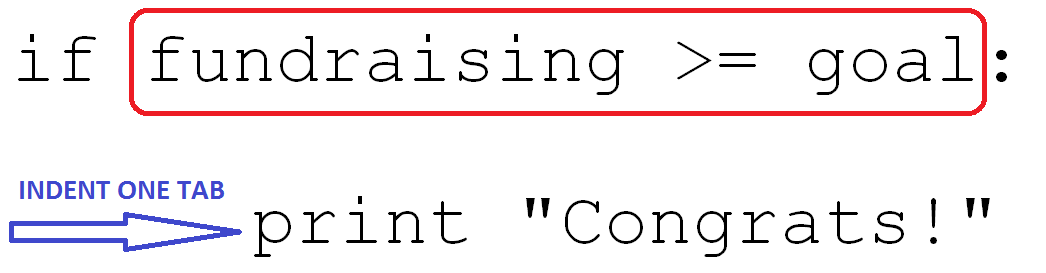 if fundraising >= goal:
INDENT ONE TAB
print "Congrats!"